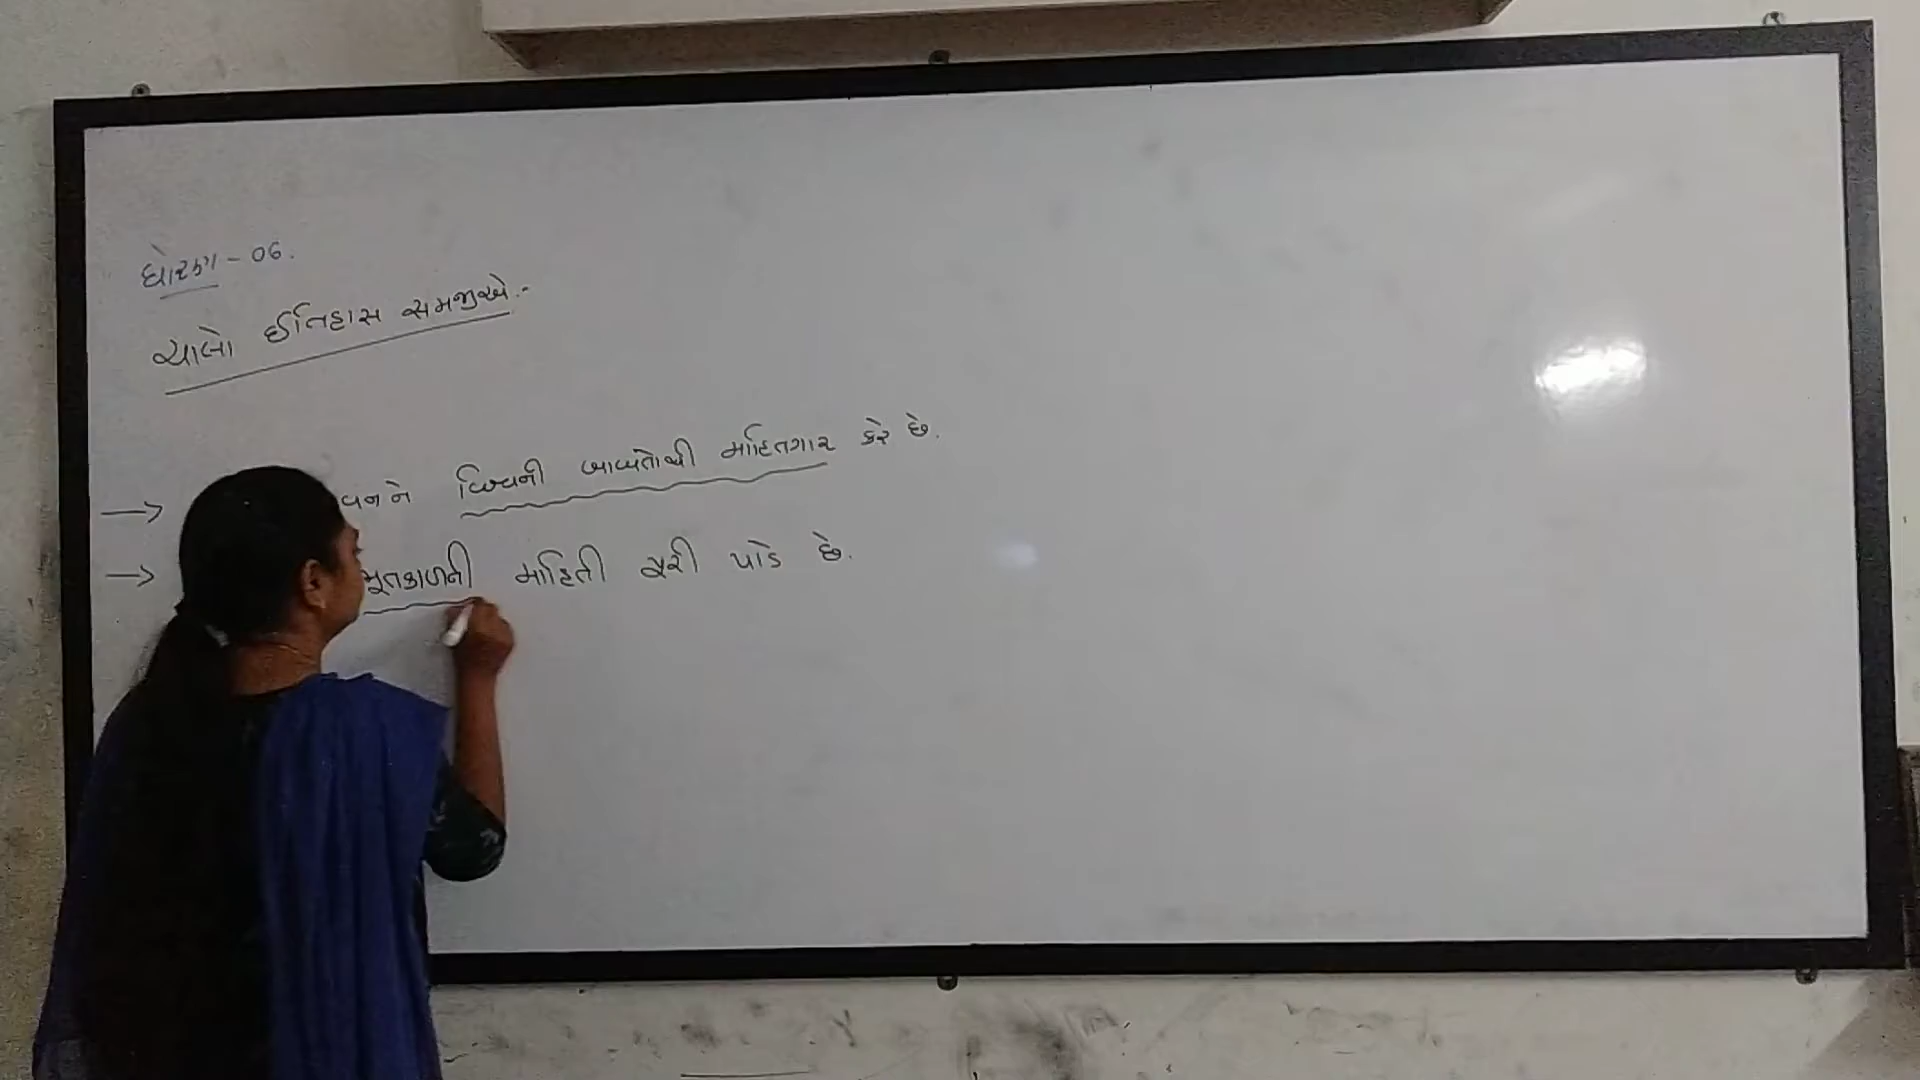 ધોરણ - 06.
ચાલો ઈતિહાસ સમજીએ :-
→ વનને વિશ્વની બાબતોથી માહિતગાર કરે છે.
→ ભૂતકાળની માહિતી પૂરી પાડે છે.